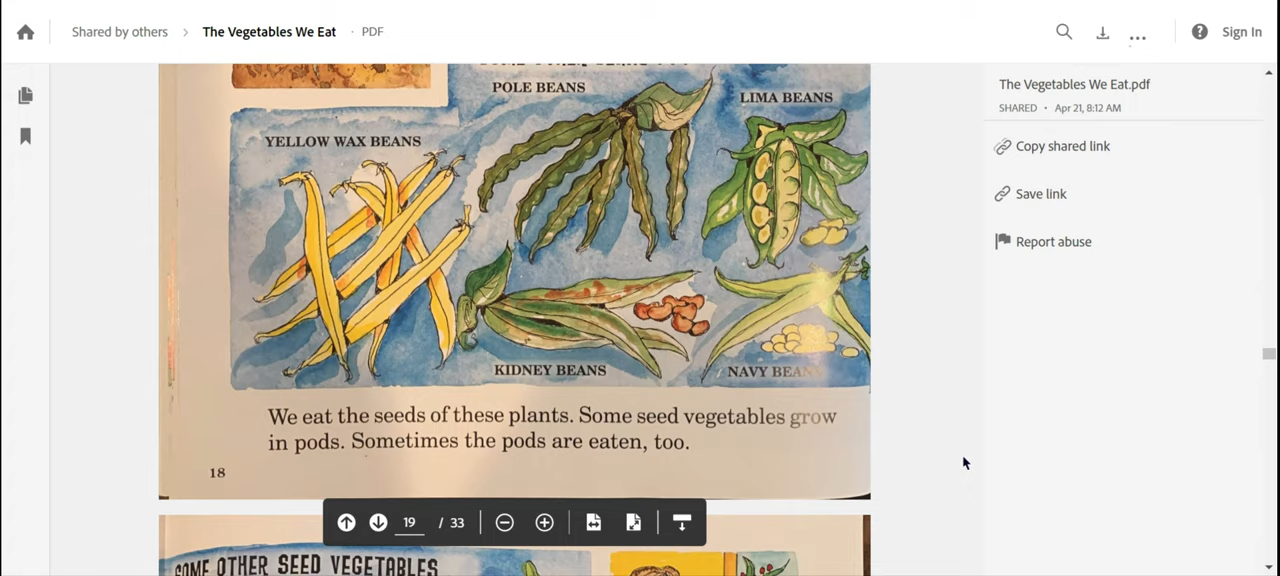 Shared by others > The Vegetables We Eat · PDF
Sign In
The Vegetables We Eat.pdf
SHARED · Apr 21, 8:12 AM
Copy shared link
Save link
Report abuse
POLE BEANS
LIMA BEANS
YELLOW WAX BEANS
KIDNEY BEANS
NAVY BEANS
We eat the seeds of these plants. Some seed vegetables grow
in pods. Sometimes the pods are eaten, too.
18
19 / 33
SOME OTHER SEED VEGETABLES